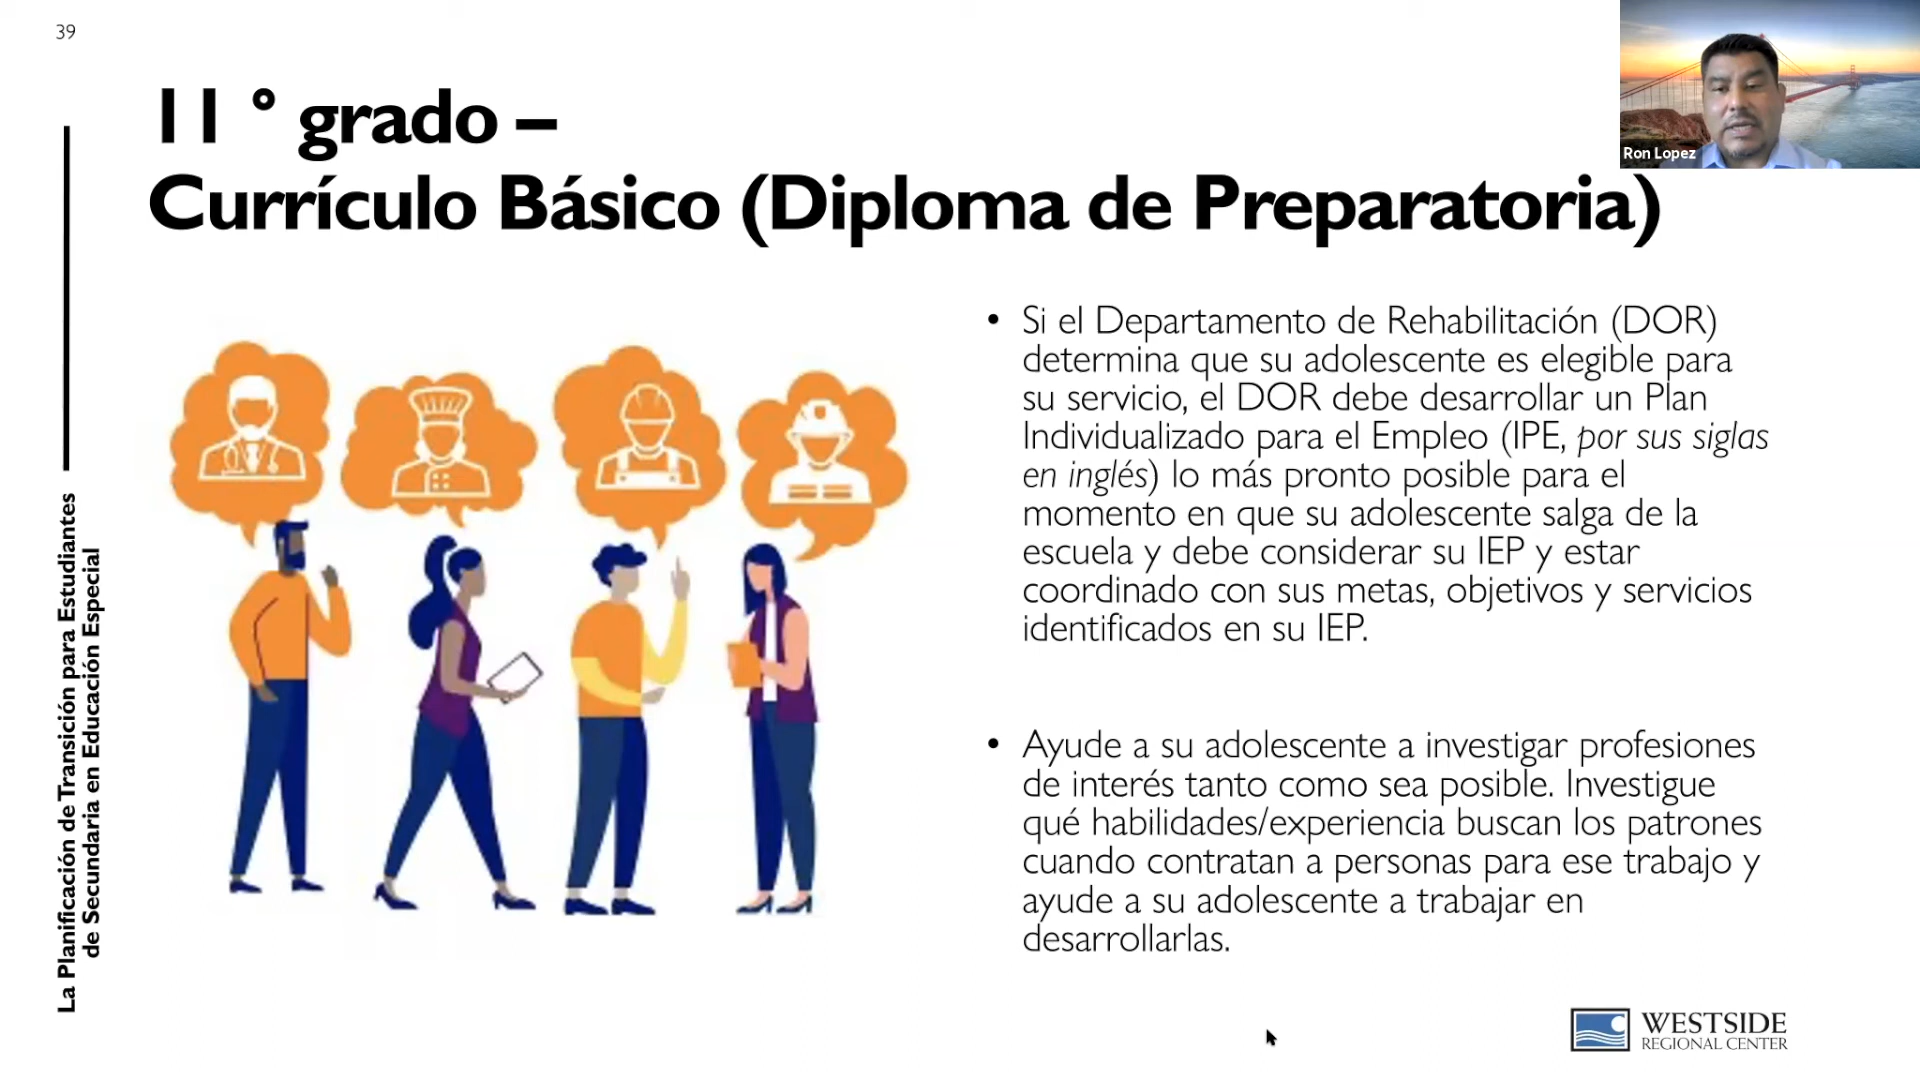 39
11 ° grado –
Currículo Básico (Diploma de Preparatoria)
Ron Lopez
La Planificación de Transición para Estudiantes
de Secundaria en Educación Especial
• Si el Departamento de Rehabilitación (DOR)
determina que su adolescente es elegible para
su servicio, el DOR debe desarrollar un Plan
Individualizado para el Empleo (IPE, por sus siglas
en inglés) lo más pronto posible para el
momento en que su adolescente salga de la
escuela y debe considerar su IEP y estar
coordinado con sus metas, objetivos y servicios
identificados en su IEP.
• Ayude a su adolescente a investigar profesiones
de interés tanto como sea posible. Investigue
qué habilidades/experiencia buscan los patrones
cuando contratan a personas para ese trabajo y
ayude a su adolescente a trabajar en
desarrollarlas.
WESTSIDE
REGIONAL CENTER